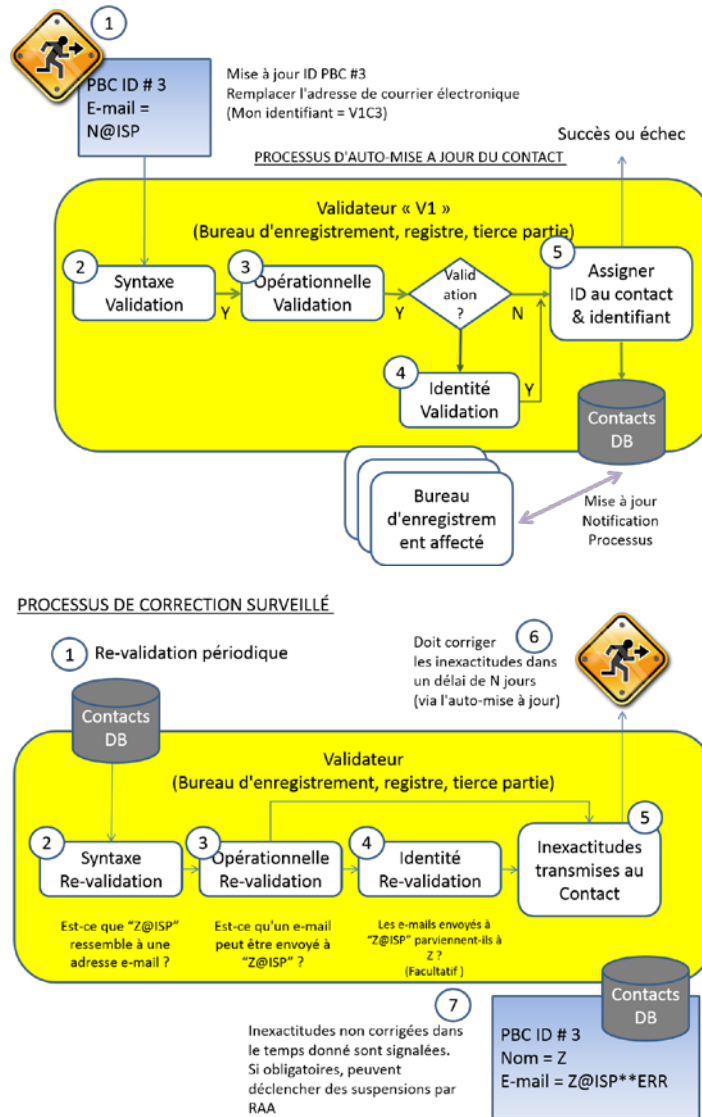 1
PBC ID # 3
E-mail =
N@ISP
Mise à jour ID PBC #3
Remplacer l'adresse de courrier électronique
(Mon identifiant = V1C3)
Succès ou échec
PROCESSUS D'AUTO-MISE A JOUR DU CONTACT
Validateur « V1 »
(Bureau d'enregistrement, registre, tierce partie)
2
Syntaxe
Validation
Y
3
Opérationnelle
Validation
Y
Valid
ation
?
N
4
Identité
Validation
Y
5
Assigner
ID au contact
& identifiant
Contacts
DB
Bureau
d'enregistrem
ent affecté
Mise à jour
Notification
Processus
PROCESSUS DE CORRECTION SURVEILLÉ
1
Re-validation périodique
Contacts
DB
Doit corriger
les inexactitudes dans
un délai de N jours
(via l'auto-mise à jour)
6
Validateur
(Bureau d'enregistrement, registre, tierce partie)
2
Syntaxe
Re-validation
3
Opérationnelle
Re-validation
4
Identité
Re-validation
5
Inexactitudes
transmises au
Contact
Est-ce que “Z@ISP”
ressemble à une
adresse e-mail ?
Est-ce qu'un e-mail
peut être envoyé à
“Z@ISP” ?
Les e-mails envoyés à
“Z@ISP” parviennent-ils à
Z ?
(Facultatif )
7
Inexactitudes non corrigées dans
le temps donné sont signalées.
Si obligatoires, peuvent
déclencher des suspensions par
RAA
Contacts
DB
PBC ID # 3
Nom = Z
E-mail = Z@ISP**ERR